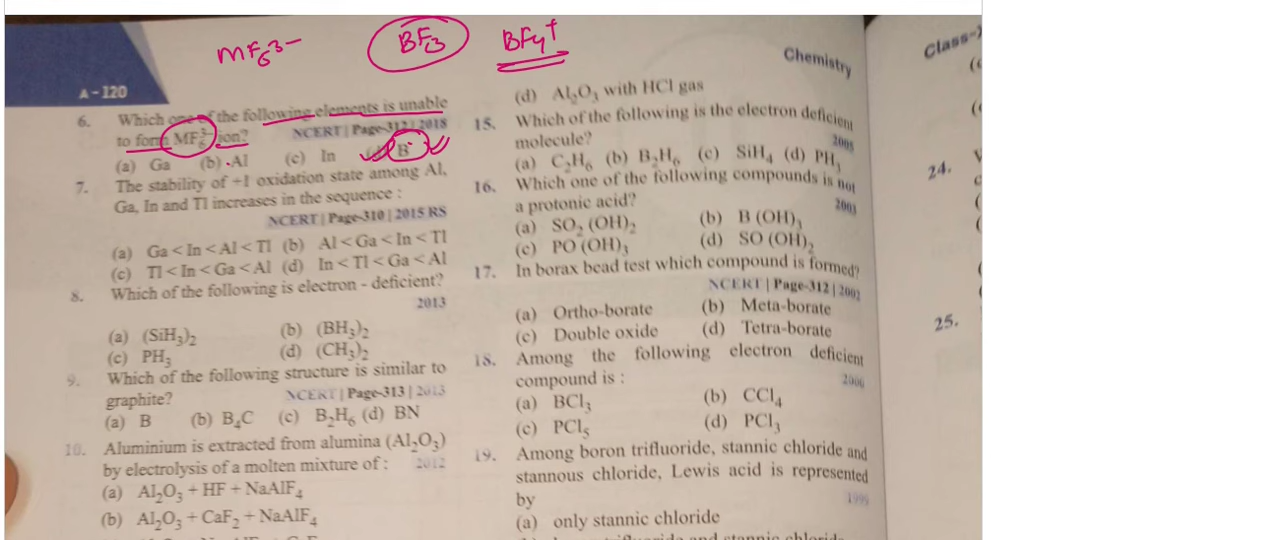 MF6 3-
BF3
BF4+
Chemistry
Class-
A-120
6. Which one of the following elements is unable
to form MF₆³⁻ ion? NCERT | Page-312 | 2018
(a) Ga (b) Al (c) In (d) B
7. The stability of +1 oxidation state among Al,
Ga, In and Tl increases in the sequence :
NCERT | Page-310 | 2015 RS
(a) Ga < In < Al < Tl (b) Al < Ga < In < Tl
(c) Tl < In < Ga < Al (d) In < Tl < Ga < Al
8. Which of the following is electron - deficient?
2013
(a) (SiH₃)₂ (b) (BH₃)₂
(c) PH₃ (d) (CH₃)₂
9. Which of the following structure is similar to
graphite? NCERT | Page-313 | 2013
(a) B (b) B₄C (c) B₂H₆ (d) BN
10. Aluminium is extracted from alumina (Al₂O₃)
by electrolysis of a molten mixture of : 2012
(a) Al₂O₃ + HF + NaAlF₄
(b) Al₂O₃ + CaF₂ + NaAlF₄
(d) Al₂O₃ with HCl gas
15. Which of the following is the electron deficient
molecule? 2005
(a) C₂H₆ (b) B₂H₆ (c) SiH₄ (d) PH₃
16. Which one of the following compounds is not
a protonic acid? 2003
(a) SO₂ (OH)₂ (b) B (OH)₃
(c) PO (OH)₃ (d) SO (OH)₂
17. In borax bead test which compound is formed?
NCERT | Page-312 | 2002
(a) Ortho-borate (b) Meta-borate
(c) Double oxide (d) Tetra-borate
18. Among the following electron deficient
compound is : 2000
(a) BCl₃ (b) CCl₄
(c) PCl₅ (d) PCl₃
19. Among boron trifluoride, stannic chloride and
stannous chloride, Lewis acid is represented
by 1999
(a) only stannic chloride
24.
25.